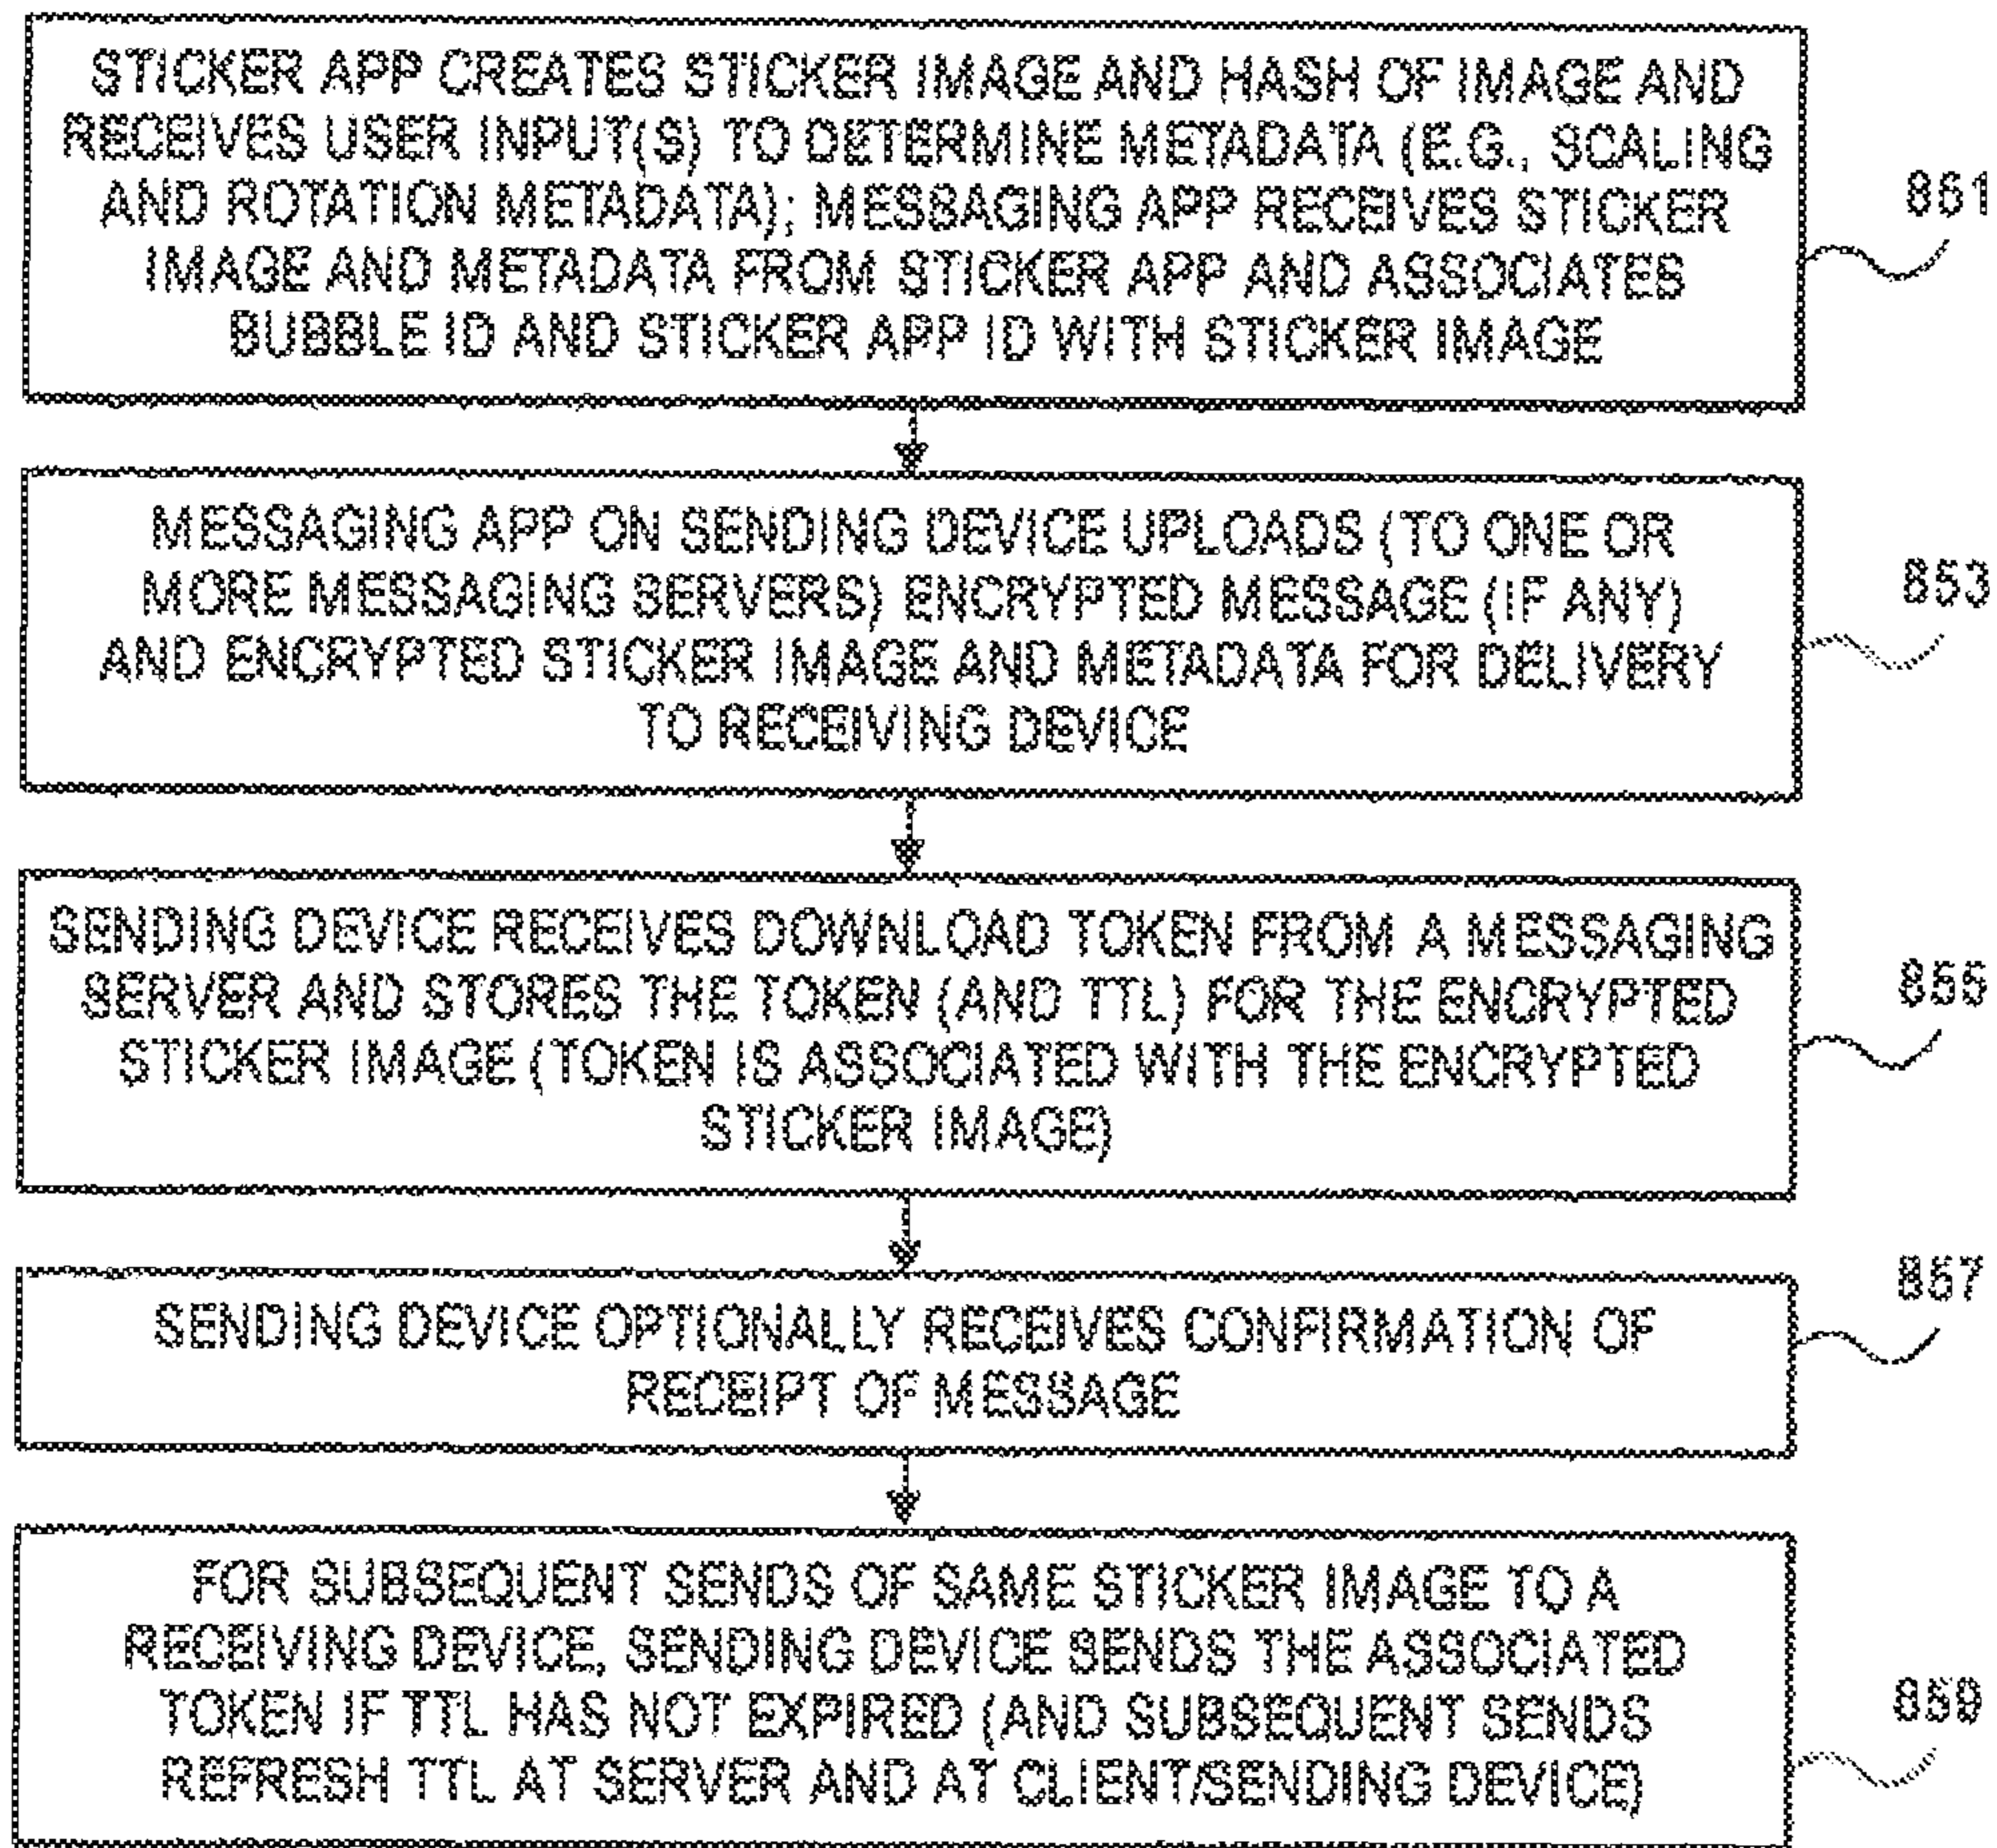 STICKER APP CREATES STICKER IMAGE AND HASH OF IMAGE AND
RECEIVES USER INPUT(S) TO DETERMINE METADATA (E.G., SCALING
AND ROTATION METADATA); MESSAGING APP RECEIVES STICKER
IMAGE AND METADATA FROM STICKER APP AND ASSOCIATES
BUBBLE ID AND STICKER APP ID WITH STICKER IMAGE
851
MESSAGING APP ON SENDING DEVICE UPLOADS (TO ONE OR
MORE MESSAGING SERVERS) ENCRYPTED MESSAGE (IF ANY)
AND ENCRYPTED STICKER IMAGE AND METADATA FOR DELIVERY
TO RECEIVING DEVICE
853
SENDING DEVICE RECEIVES DOWNLOAD TOKEN FROM A MESSAGING
SERVER AND STORES THE TOKEN (AND TTL) FOR THE ENCRYPTED
STICKER IMAGE (TOKEN IS ASSOCIATED WITH THE ENCRYPTED
STICKER IMAGE)
855
SENDING DEVICE OPTIONALLY RECEIVES CONFIRMATION OF
RECEIPT OF MESSAGE
857
FOR SUBSEQUENT SENDS OF SAME STICKER IMAGE TO A
RECEIVING DEVICE, SENDING DEVICE SENDS THE ASSOCIATED
TOKEN IF TTL HAS NOT EXPIRED (AND SUBSEQUENT SENDS
REFRESH TTL AT SERVER AND AT CLIENT/SENDING DEVICE)
859